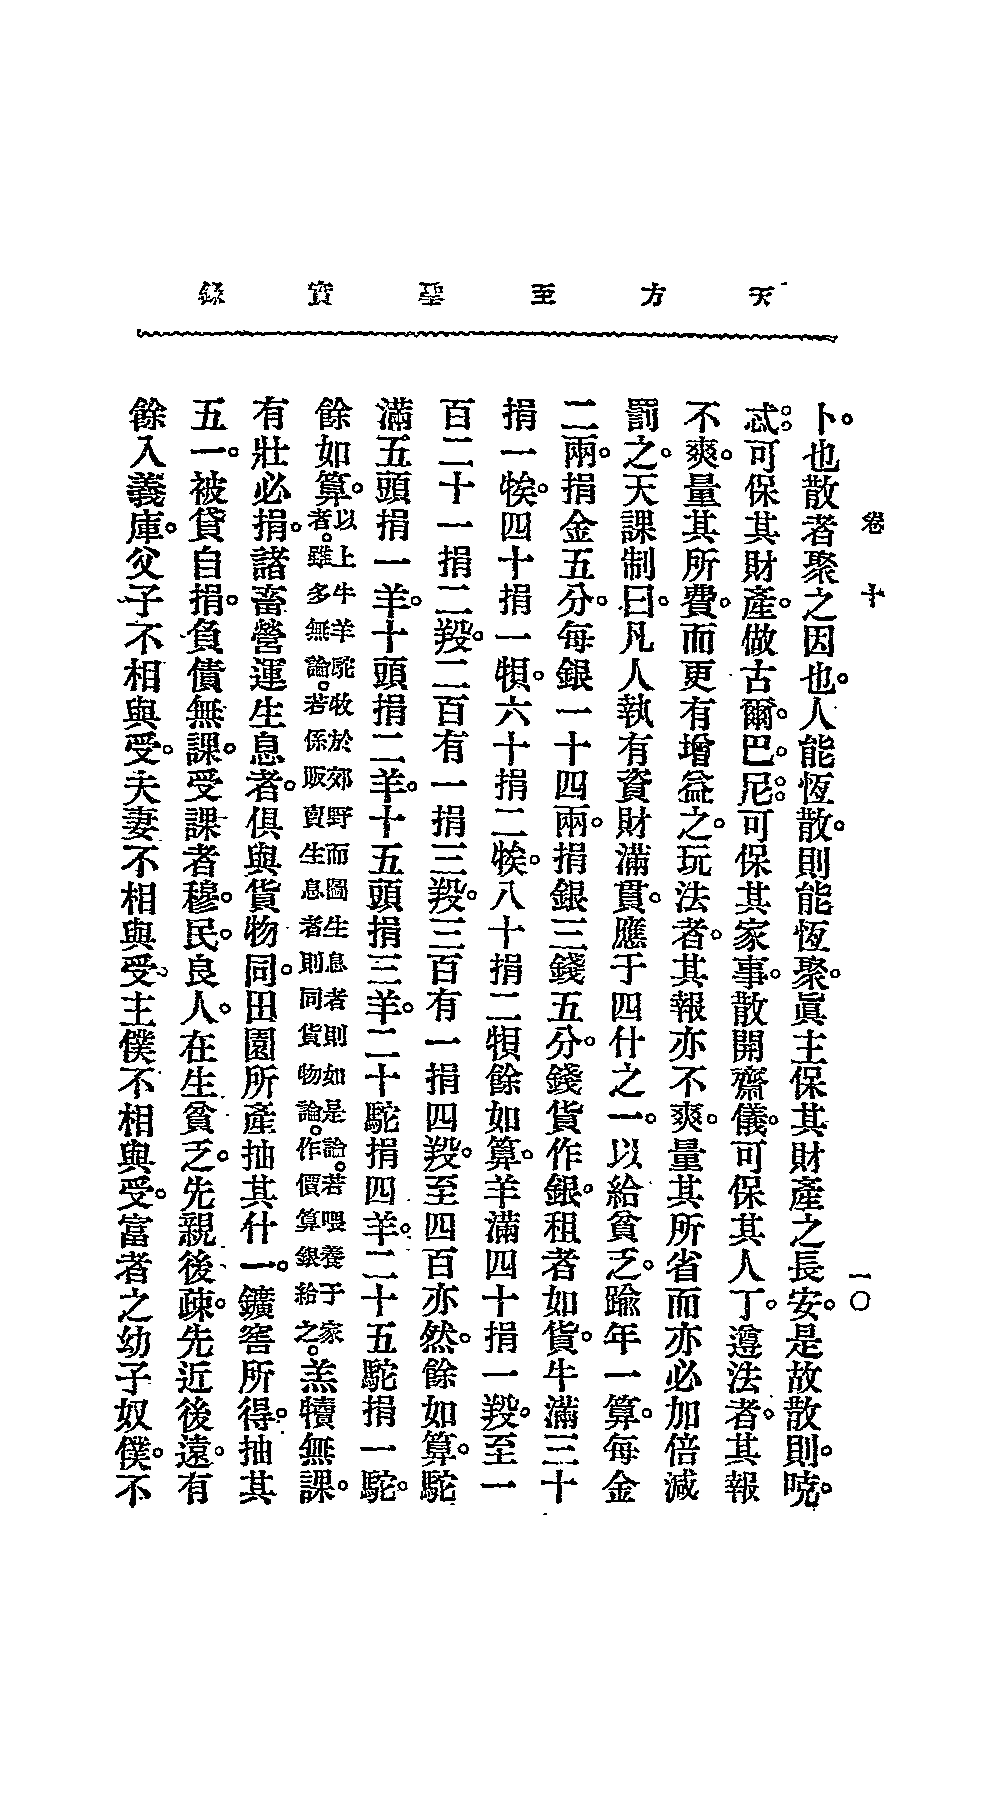 天方至聖實錄
卷十
一〇
卜。也散者聚之因也。人能恆散。則能恆聚。眞主保其財產之長安。是故散則。唬。
忒。可保其財產。做古爾。巴。尼。可保其家事。散開齋儀。可保其人丁。遵法者。其報
不爽。量其所費。而更有增益之。玩法者。其報亦不爽。量其所省而亦必加倍減
罰之。天課制曰。凡人執有資財滿貫。應于四什之一。以給貧乏。踰年一算。每金
二兩。捐金五分。每銀一十四兩。捐銀三錢五分。錢貨作銀。租者如貨。牛滿三十
捐一㹇。四十捐一㸽。六十捐二㹇。八十捐二㸽餘如算。羊滿四十捐一羖。至一
百二十一捐二羖。二百有一捐三羖。三百有一捐四羖。至四百亦然。餘如算。駝
滿五頭捐一羊。十頭捐二羊。十五頭捐三羊。二十駝捐四羊。二十五駝捐一駝。
餘如算。以上牛羊駝牧於郊野而圖生息者則如是論。若喂養于家者。雖多無論。若係販賣生息者則同貨物論。作價算銀給之。羔犢無課。
有壯必捐。諸畜營運生息者。俱與貨物同。田園所產抽其什一。鑛窖所得。抽其
五一。被貸自捐。負債無課。受課者穆。民。良人。在生貧乏。先親後疎。先近後遠。有
餘入義庫。父子不相與受。夫妻不相與受。主僕不相與受。富者之幼子奴僕。不